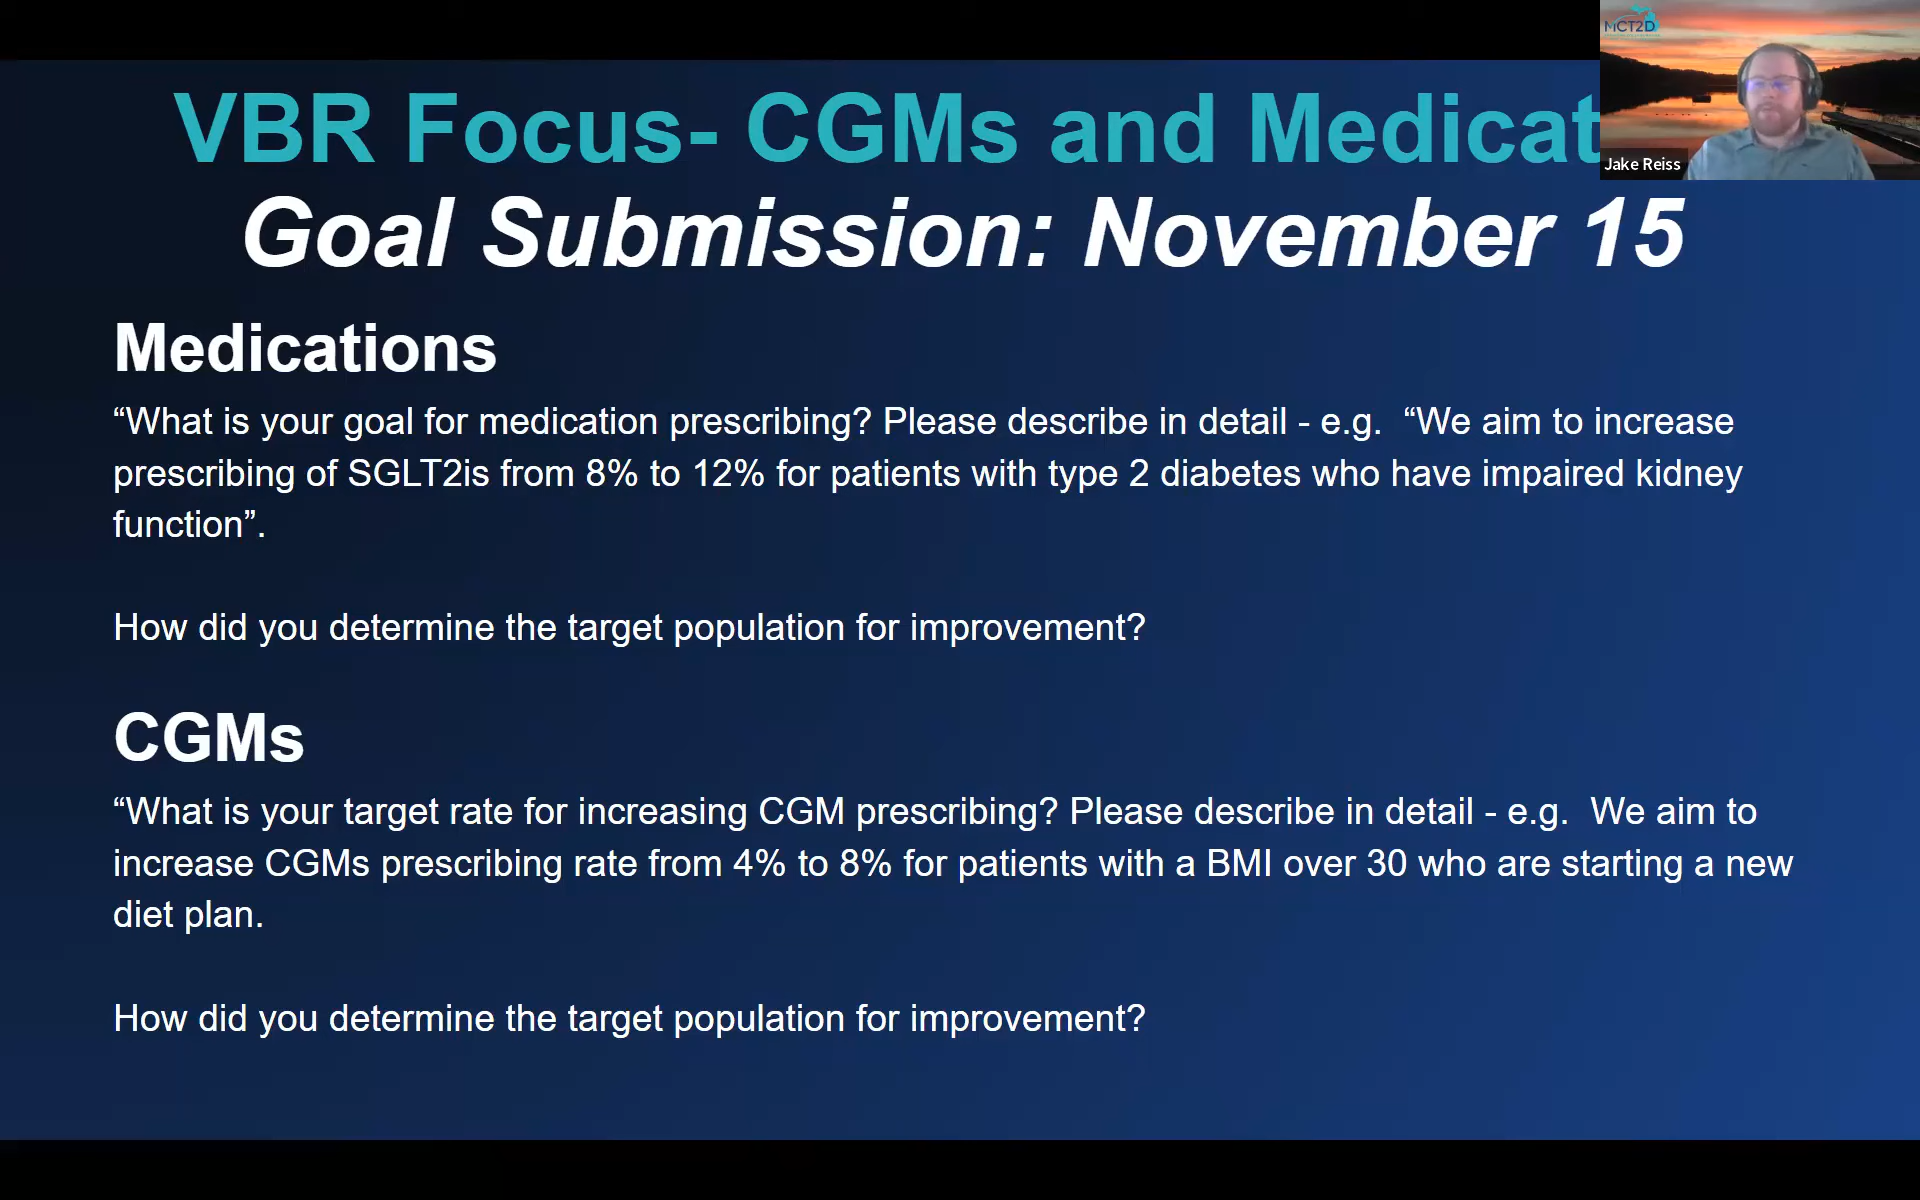 MCT2D
VBR Focus- CGMs and Medicat
Jake Reiss
Goal Submission: November 15
Medications
“What is your goal for medication prescribing? Please describe in detail - e.g.  “We aim to increase
prescribing of SGLT2is from 8% to 12% for patients with type 2 diabetes who have impaired kidney
function”.
How did you determine the target population for improvement?
CGMs
“What is your target rate for increasing CGM prescribing? Please describe in detail - e.g.  We aim to
increase CGMs prescribing rate from 4% to 8% for patients with a BMI over 30 who are starting a new
diet plan.
How did you determine the target population for improvement?